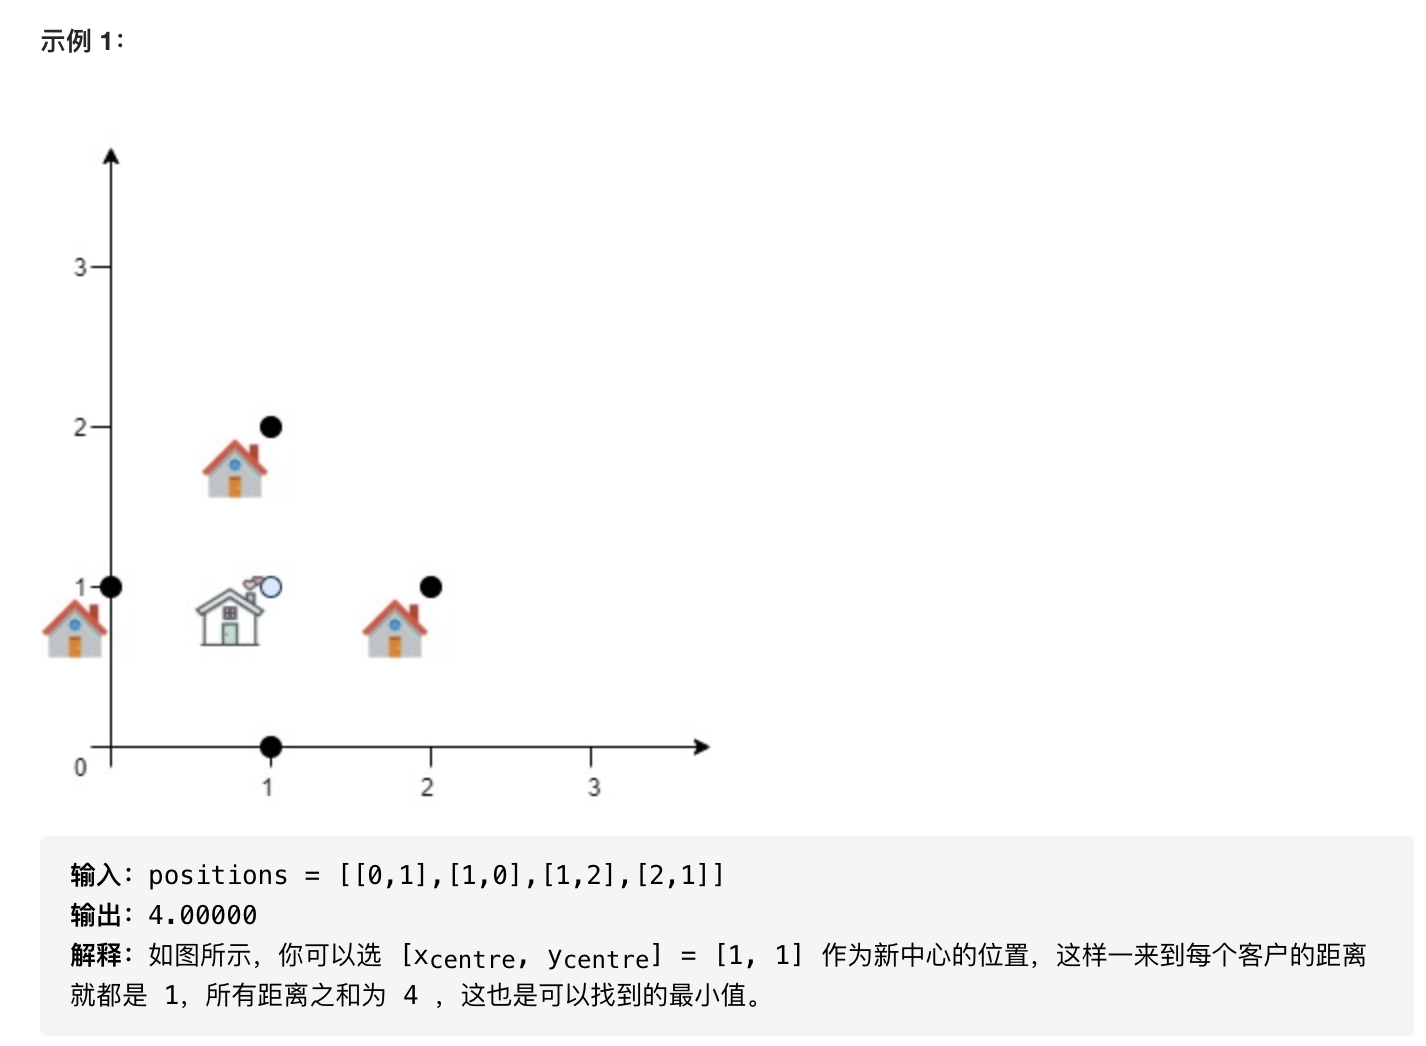 示例 1：
3
2
1
0
1 2 3
输入：positions = [[0,1],[1,0],[1,2],[2,1]]
输出：4.00000
解释：如图所示，你可以选 [xcentre, ycentre] = [1, 1] 作为新中心的位置，这样一来到每个客户的距离
就都是 1，所有距离之和为 4 ，这也是可以找到的最小值。